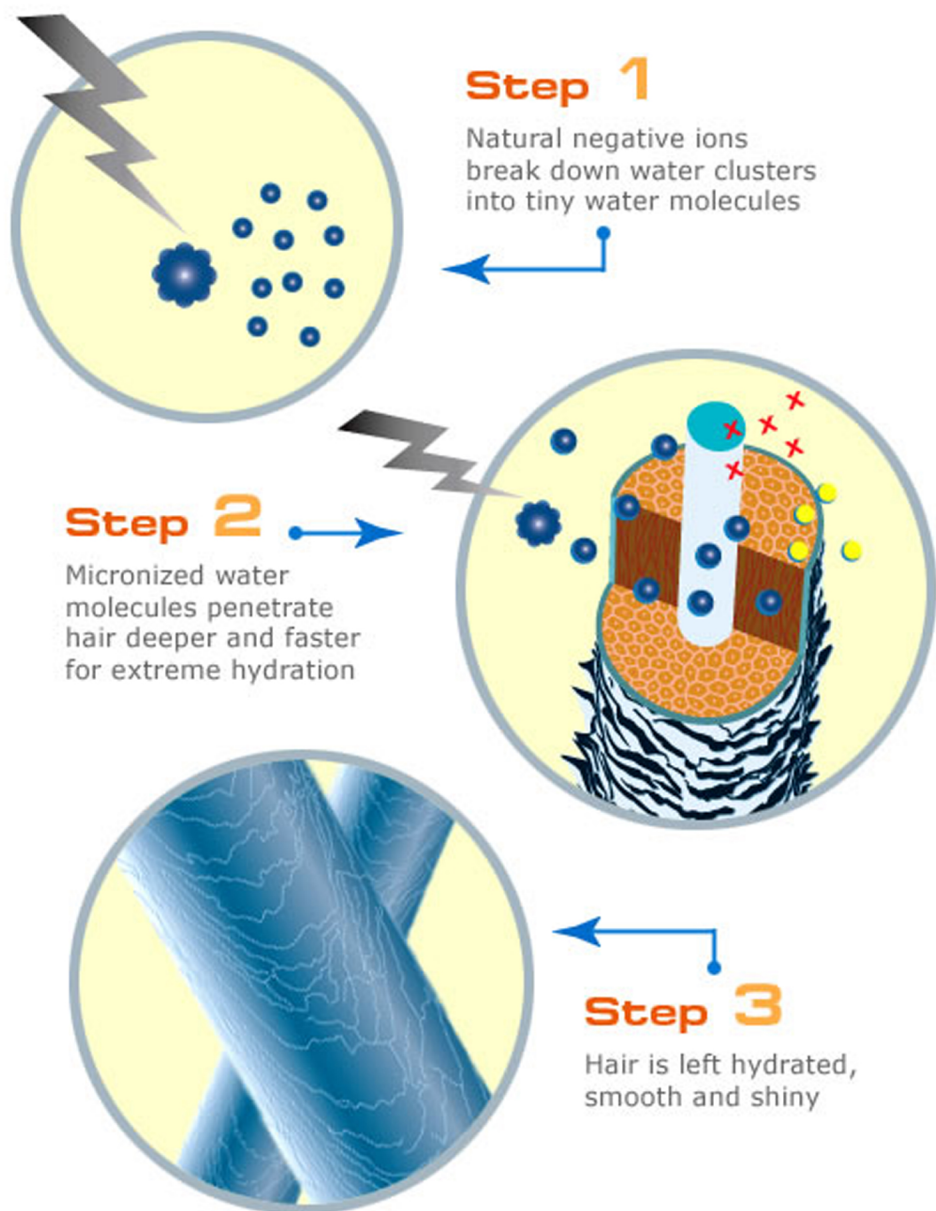 Step 1
Natural negative ions
break down water clusters
into tiny water molecules
Step 2
Micronized water
molecules penetrate
hair deeper and faster
for extreme hydration
Step 3
Hair is left hydrated,
smooth and shiny